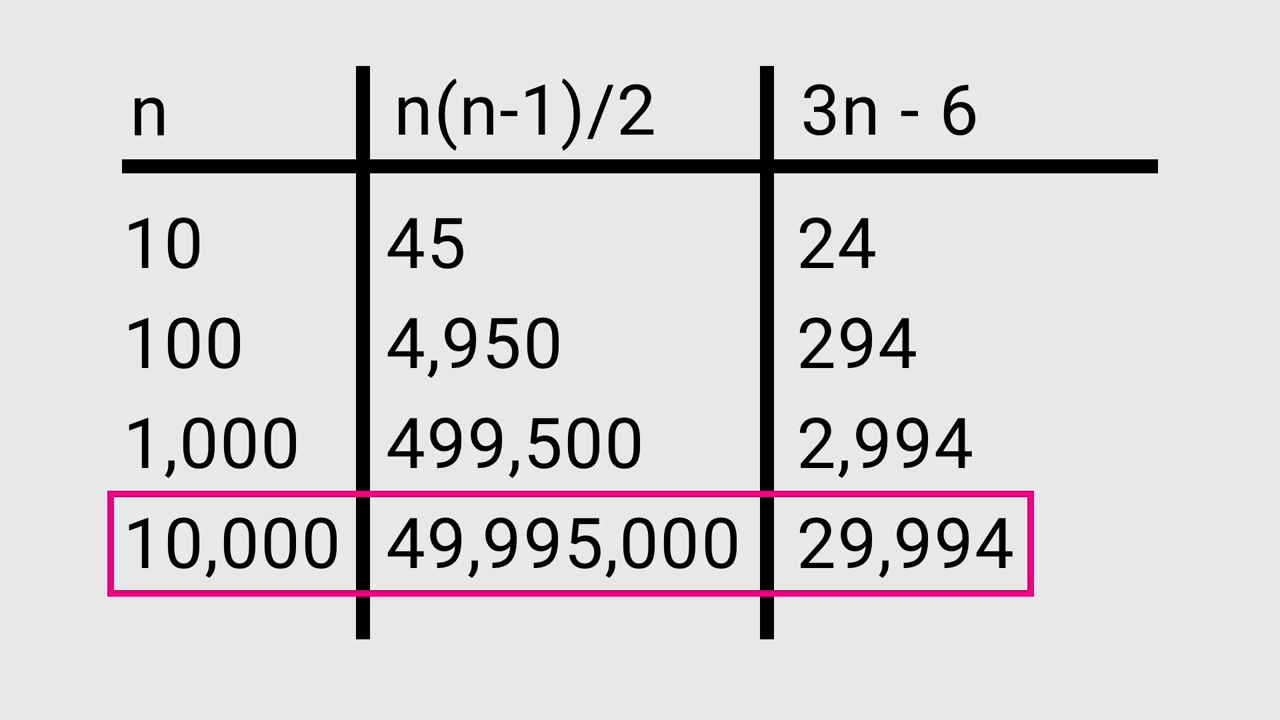 n n(n-1)/2 3n - 6
10 45 24
100 4,950 294
1,000 499,500 2,994
10,000 49,995,000 29,994